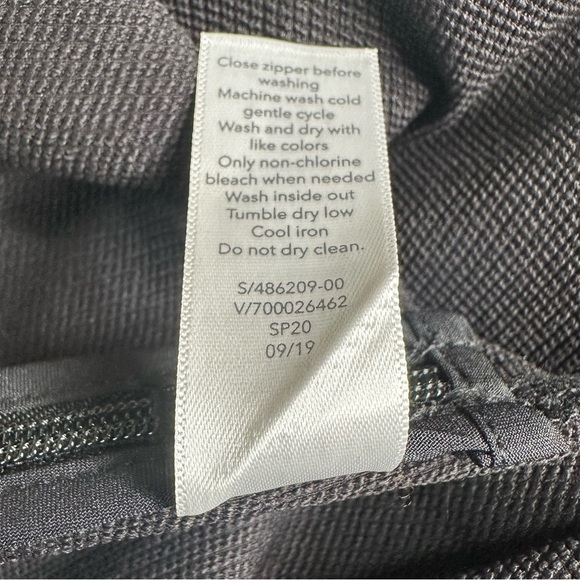 Close zipper before
washing
Machine wash cold
gentle cycle
Wash and dry with
like colors
Only non-chlorine
bleach when needed
Wash inside out
Tumble dry low
Cool iron
Do not dry clean.
S/486209-00
V/700026462
SP20
09/19